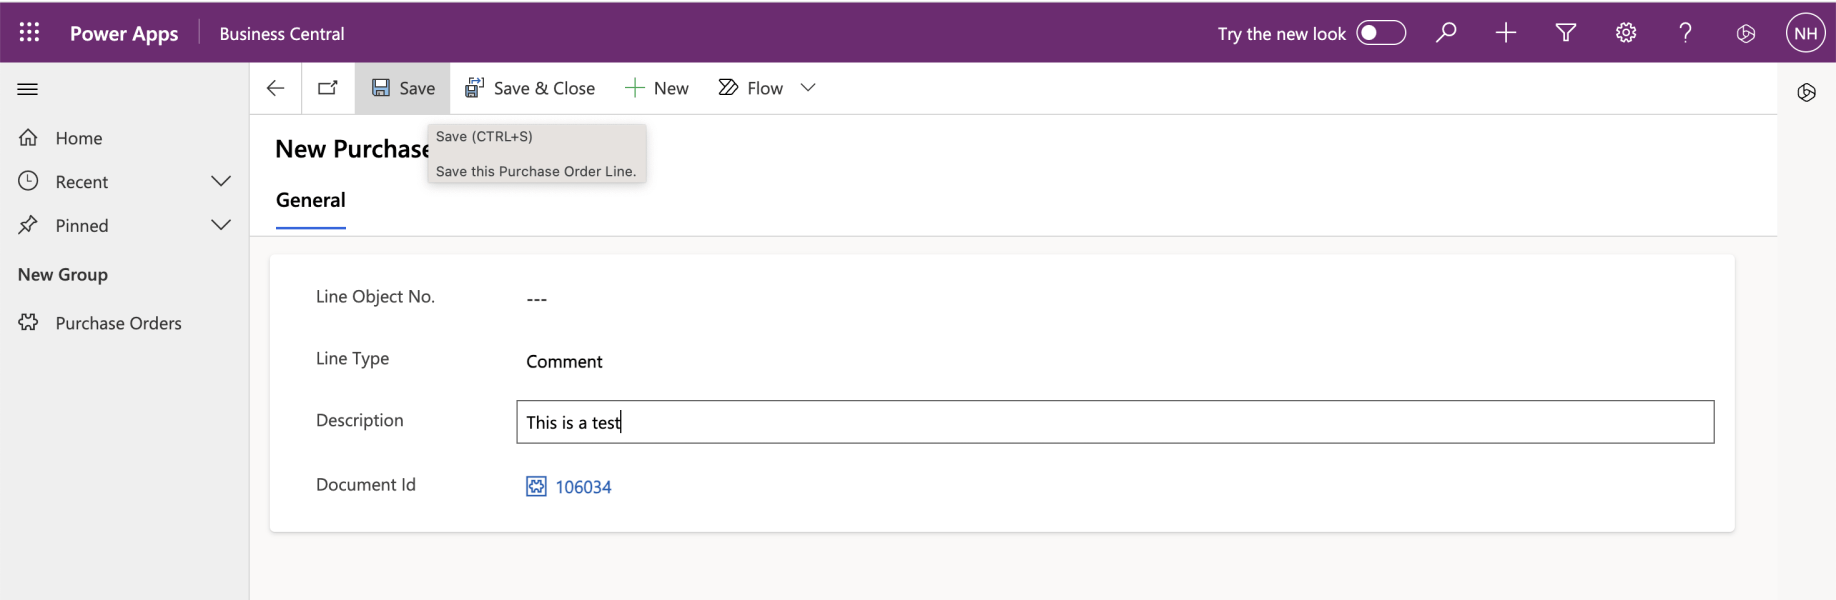 Power Apps
Business Central
Try the new look
?
NH
Save
Save & Close
New
Flow
Home
Recent
Pinned
New Group
Purchase Orders
New Purchase
Save (CTRL+S)
Save this Purchase Order Line.
General
Line Object No.
---
Line Type
Comment
Description
This is a test
Document Id
106034